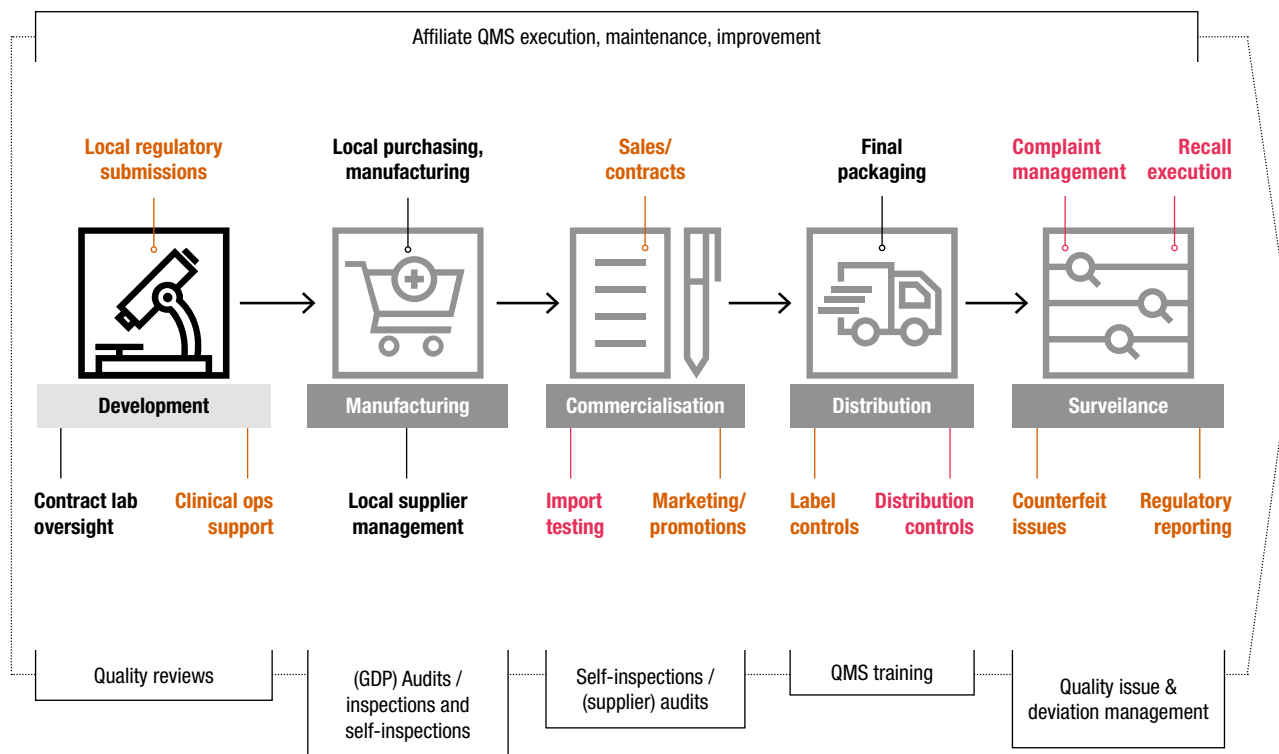 Affiliate QMS execution, maintenance, improvement
Local regulatory
submissions
Local purchasing,
manufacturing
Sales/
contracts
Final
packaging
Complaint
management
Recall
execution
Development
Manufacturing
Commercialisation
Distribution
Surveilance
Contract lab
oversight
Clinical ops
support
Local supplier
management
Import
testing
Marketing/
promotions
Label
controls
Distribution
controls
Counterfeit
issues
Regulatory
reporting
Quality reviews
(GDP) Audits /
inspections and
self-inspections
Self-inspections /
(supplier) audits
QMS training
Quality issue &
deviation management